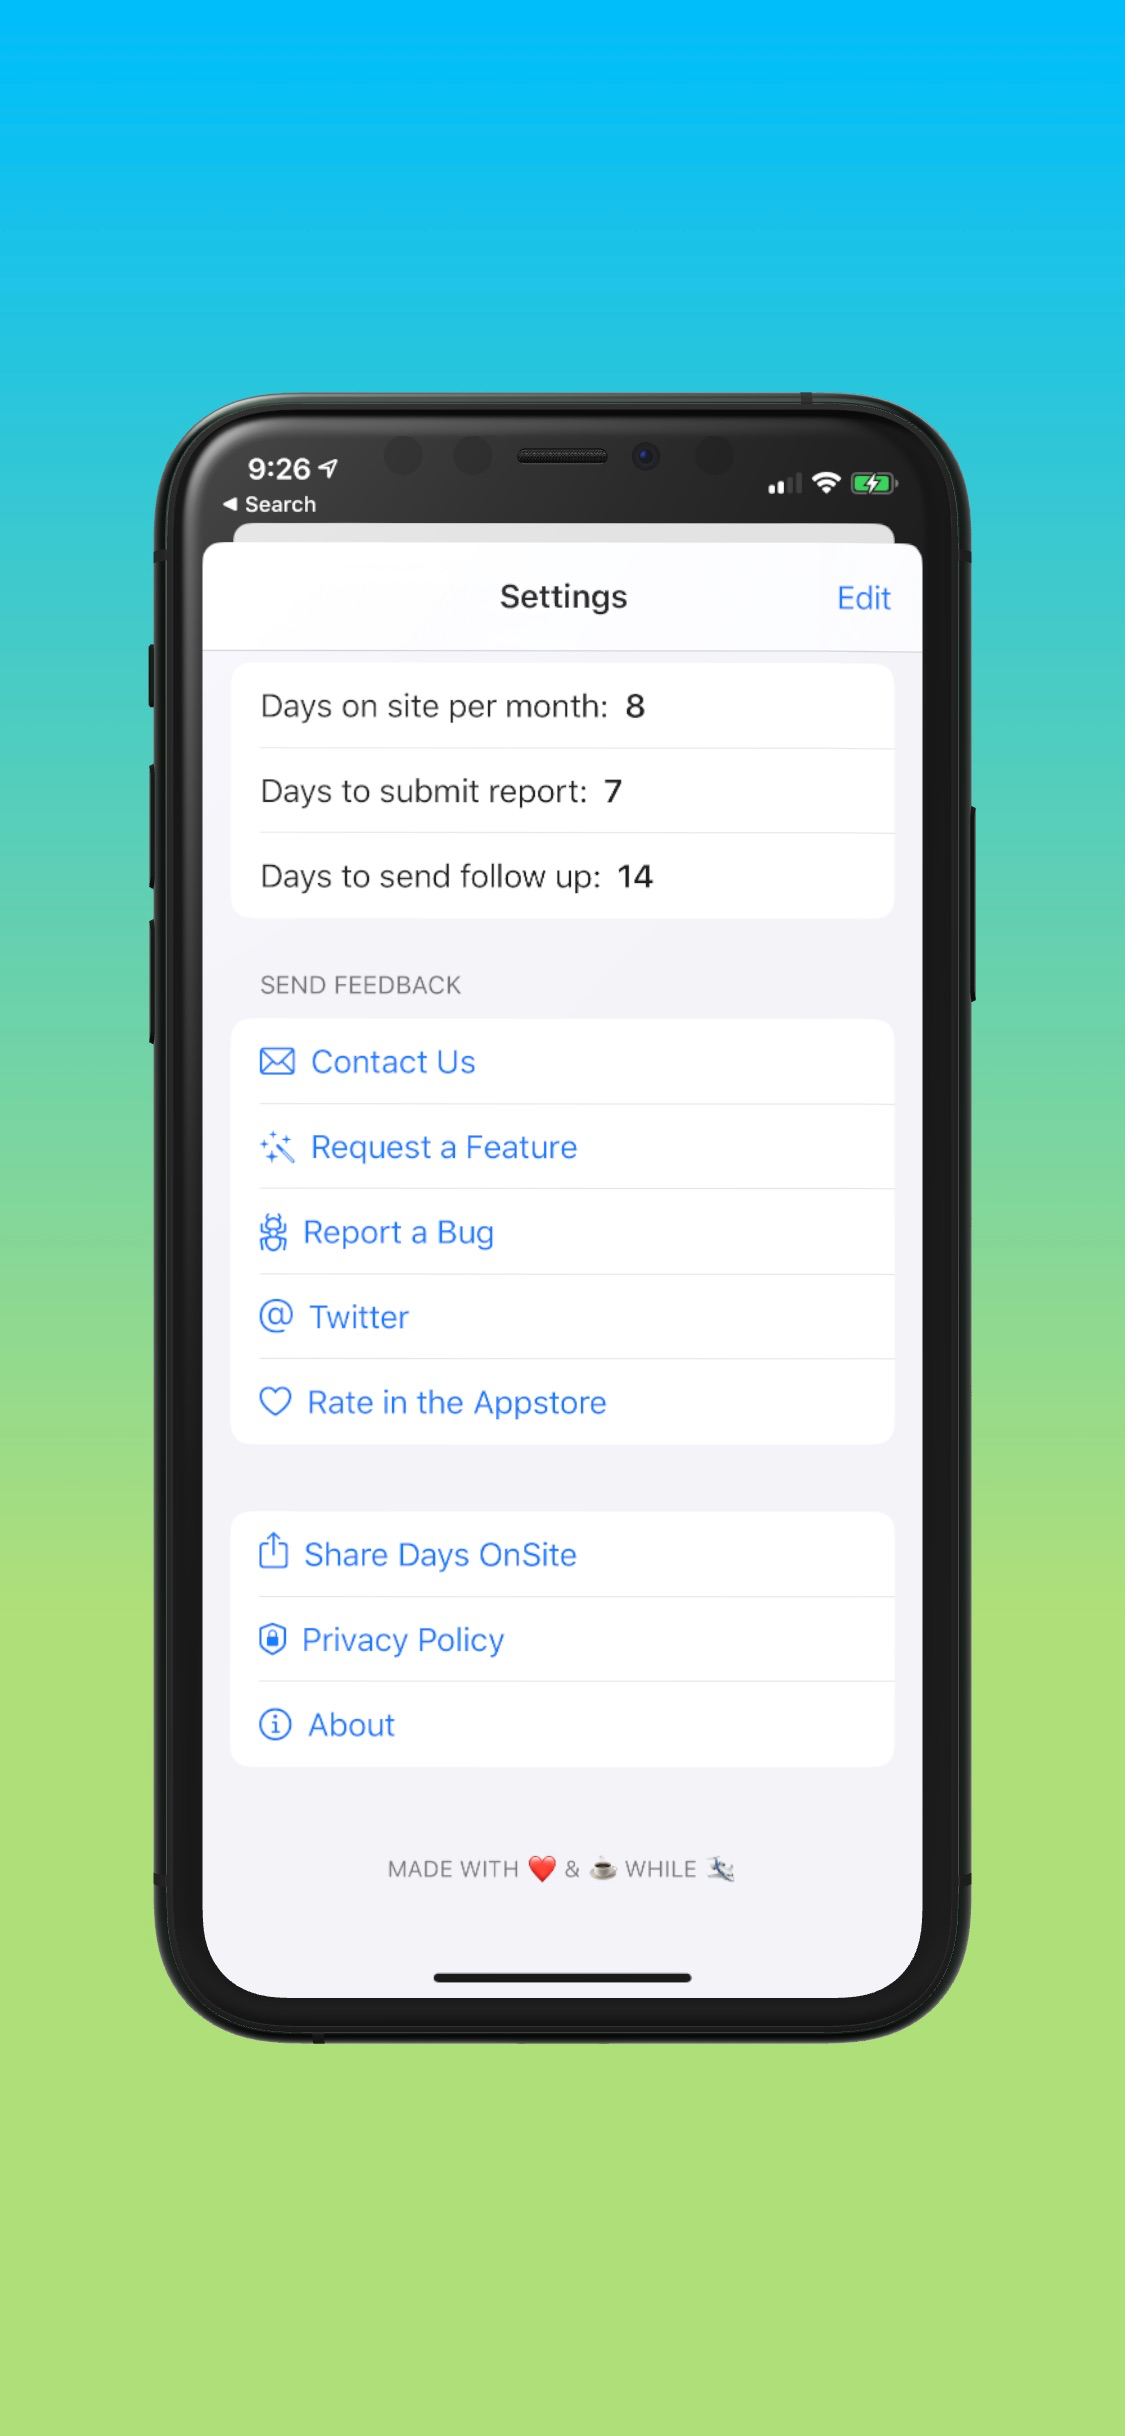 9:26
◀ Search
Settings
Edit
Days on site per month: 8
Days to submit report: 7
Days to send follow up: 14
SEND FEEDBACK
Contact Us
Request a Feature
Report a Bug
@ Twitter
Rate in the Appstore
Share Days OnSite
Privacy Policy
About
MADE WITH ❤️ & ☕ WHILE 🏂